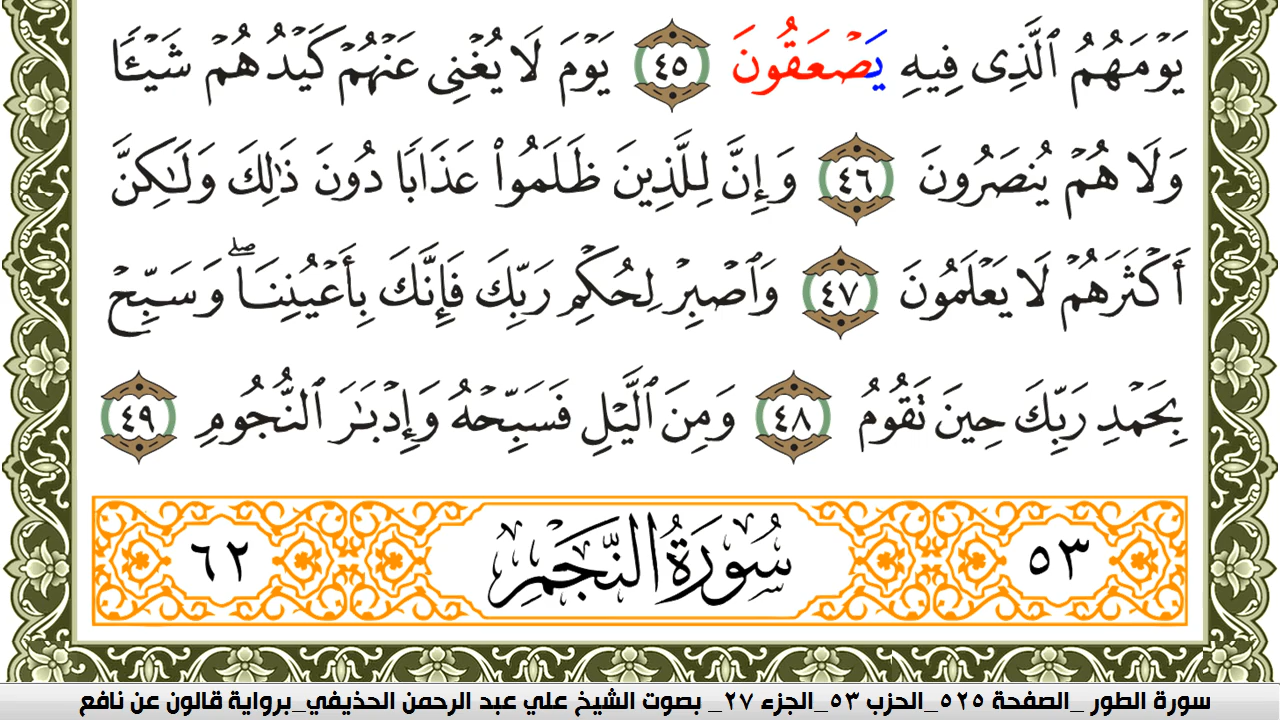 يَوْمَهُمُ ٱلَّذِى فِيهِ يَصْعَقُونَ ٤٥ يَوْمَ لَا يُغْنِى عَنْهُمْ كَيْدُهُمْ شَيْـًٔا
وَلَا هُمْ يُنصَرُونَ ٤٦ وَإِنَّ لِلَّذِينَ ظَلَمُوا۟ عَذَابًا دُونَ ذَٰلِكَ وَلَٰكِنَّ
أَكْثَرَهُمْ لَا يَعْلَمُونَ ٤٧ وَٱصْبِرْ لِحُكْمِ رَبِّكَ فَإِنَّكَ بِأَعْيُنِنَاۖ وَسَبِّحْ
بِحَمْدِ رَبِّكَ حِينَ تَقُومُ ٤٨ وَمِنَ ٱلَّيْلِ فَسَبِّحْهُ وَإِدْبَٰرَ ٱلنُّجُومِ ٤٩
٥٣ سُورَةُ النَّجْمِ ٦٢
سورة الطور _الصفحة ٥٢٥_الحزب ٥٣_الجزء ٢٧_ بصوت الشيخ علي عبد الرحمن الحذيفي_برواية قالون عن نافع